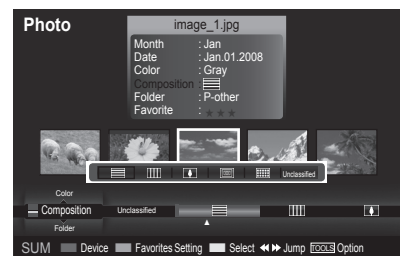 Photo
image_1.jpg
Month : Jan
Date : Jan.01.2008
Color : Gray
Composition :
Folder : P-other
Favorite : ★ ★ ★
Unclassified
Color
Composition Unclassified
Folder
SUM Device Favorites Setting Select ◀◀ ▶▶ Jump TOOLS Option